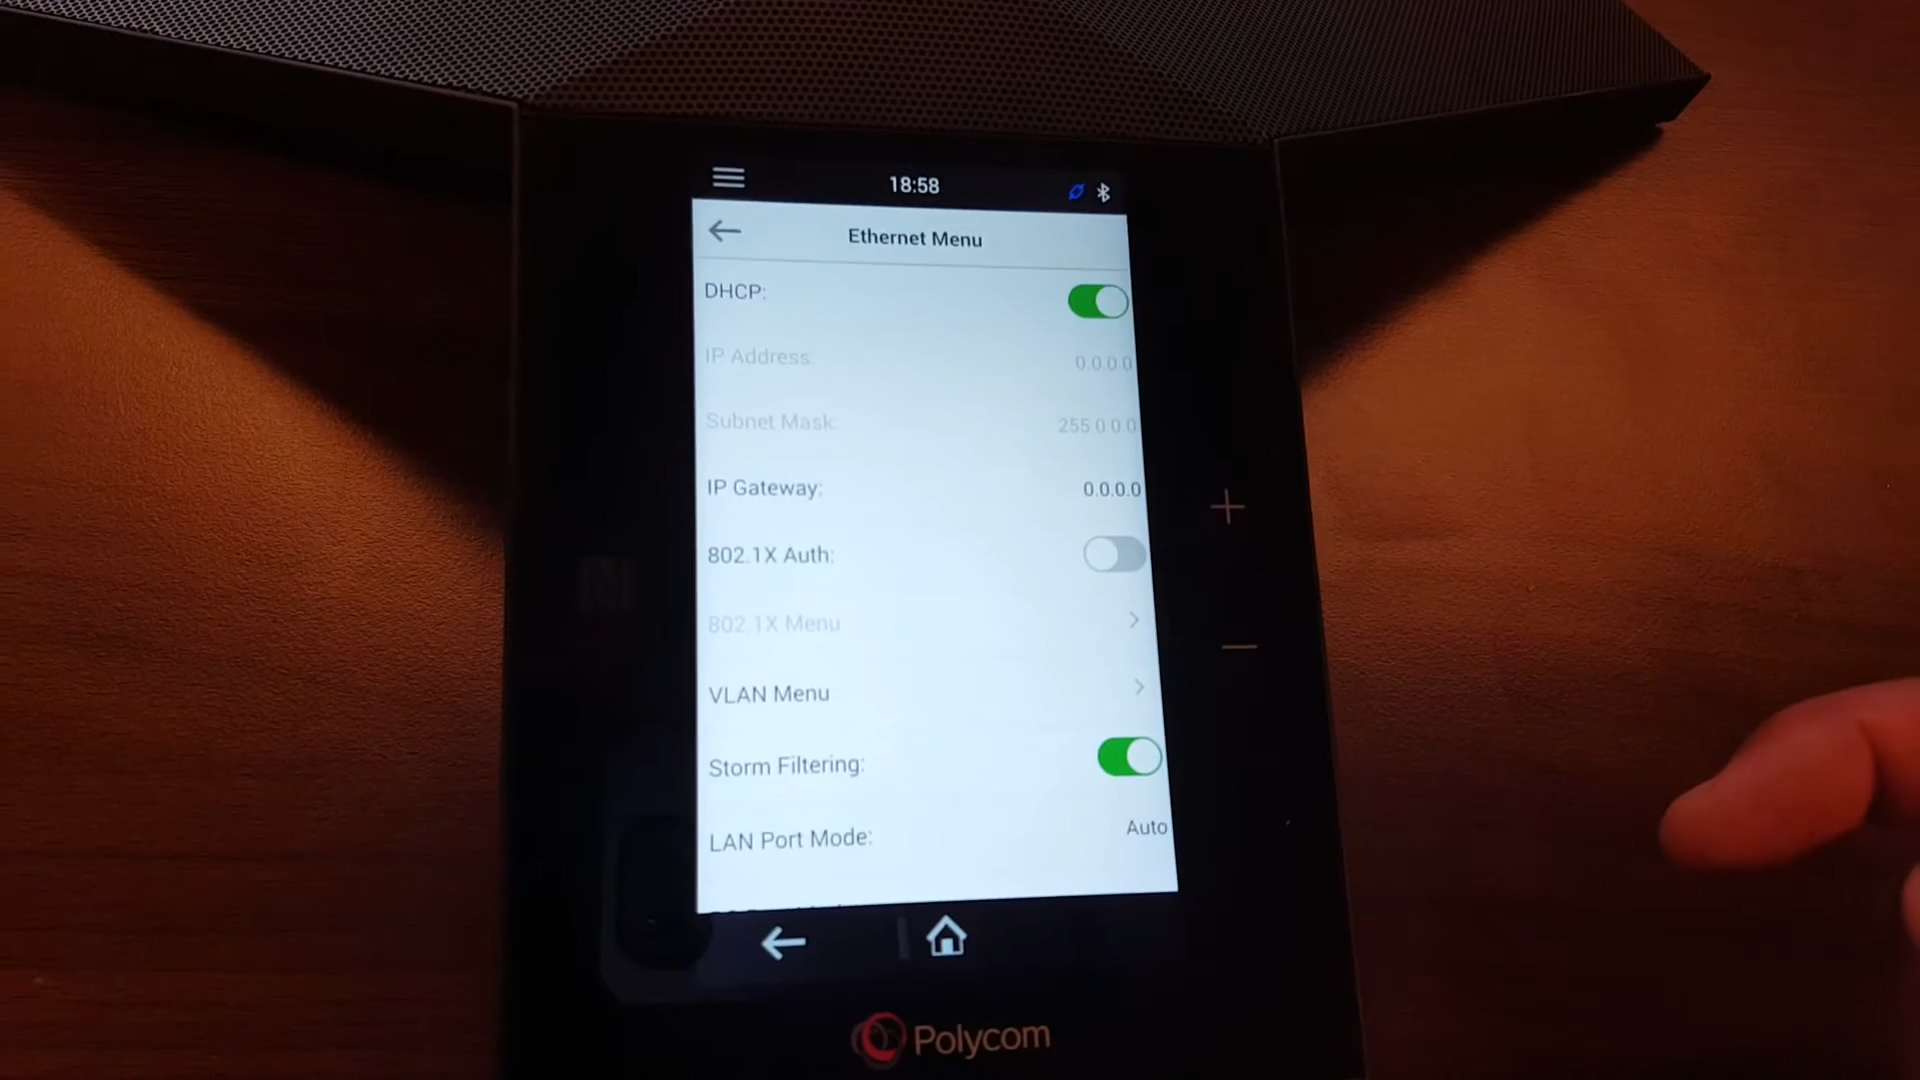 18:58
Ethernet Menu
DHCP:
IP Address: 0.0.0.0
Subnet Mask: 255.0.0.0
IP Gateway: 0.0.0.0
802.1X Auth:
802.1X Menu
VLAN Menu
Storm Filtering:
LAN Port Mode: Auto
Polycom